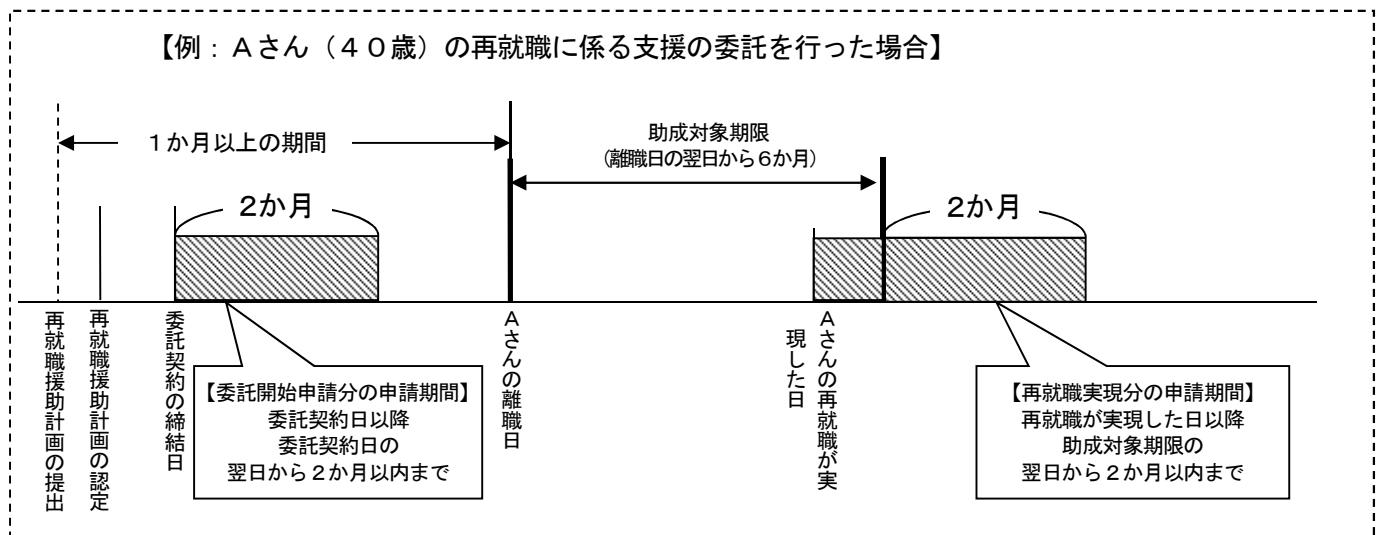 【例：Ａさん（４０歳）の再就職に係る支援の委託を行った場合】
１か月以上の期間
助成対象期限
（離職日の翌日から６か月）
２か月
２か月
再就職援助計画の提出
再就職援助計画の認定
委託契約の締結日
Ａさんの離職日
Ａさんの再就職が実
現した日
【委託開始申請分の申請期間】
委託契約日以降
委託契約日の
翌日から２か月以内まで
【再就職実現分の申請期間】
再就職が実現した日以降
助成対象期限の
翌日から２か月以内まで